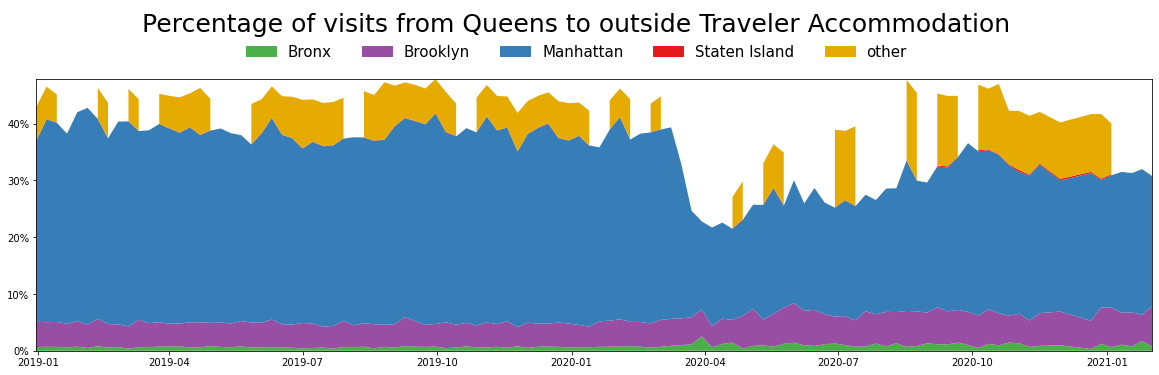 Percentage of visits from Queens to outside Traveler Accommodation
Bronx Brooklyn Manhattan Staten Island other
40%
30%
20%
10%
0%
2019-01 2019-04 2019-07 2019-10 2020-01 2020-04 2020-07 2020-10 2021-01